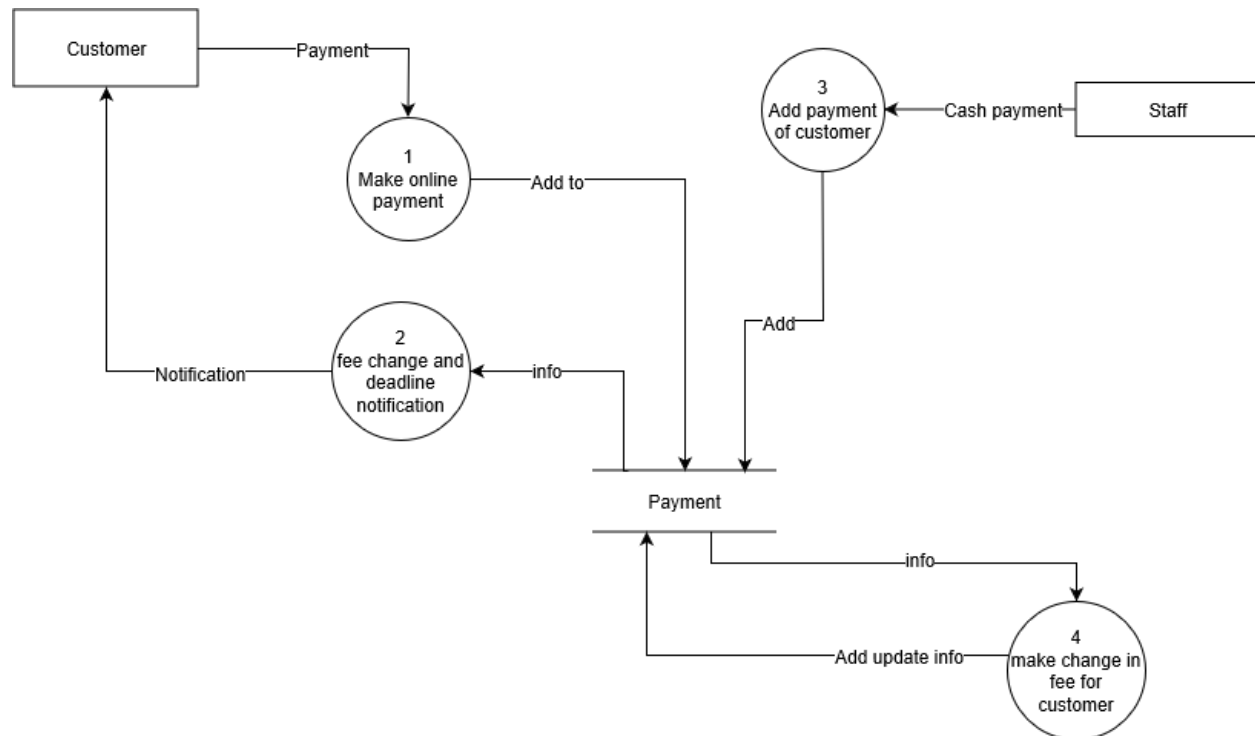 Customer
Payment
3
Add payment
of customer
Cash payment
Staff
1
Make online
payment
Add to
2
fee change and
deadline
notification
Notification
info
Add
Payment
info
Add update info
4
make change in
fee for
customer